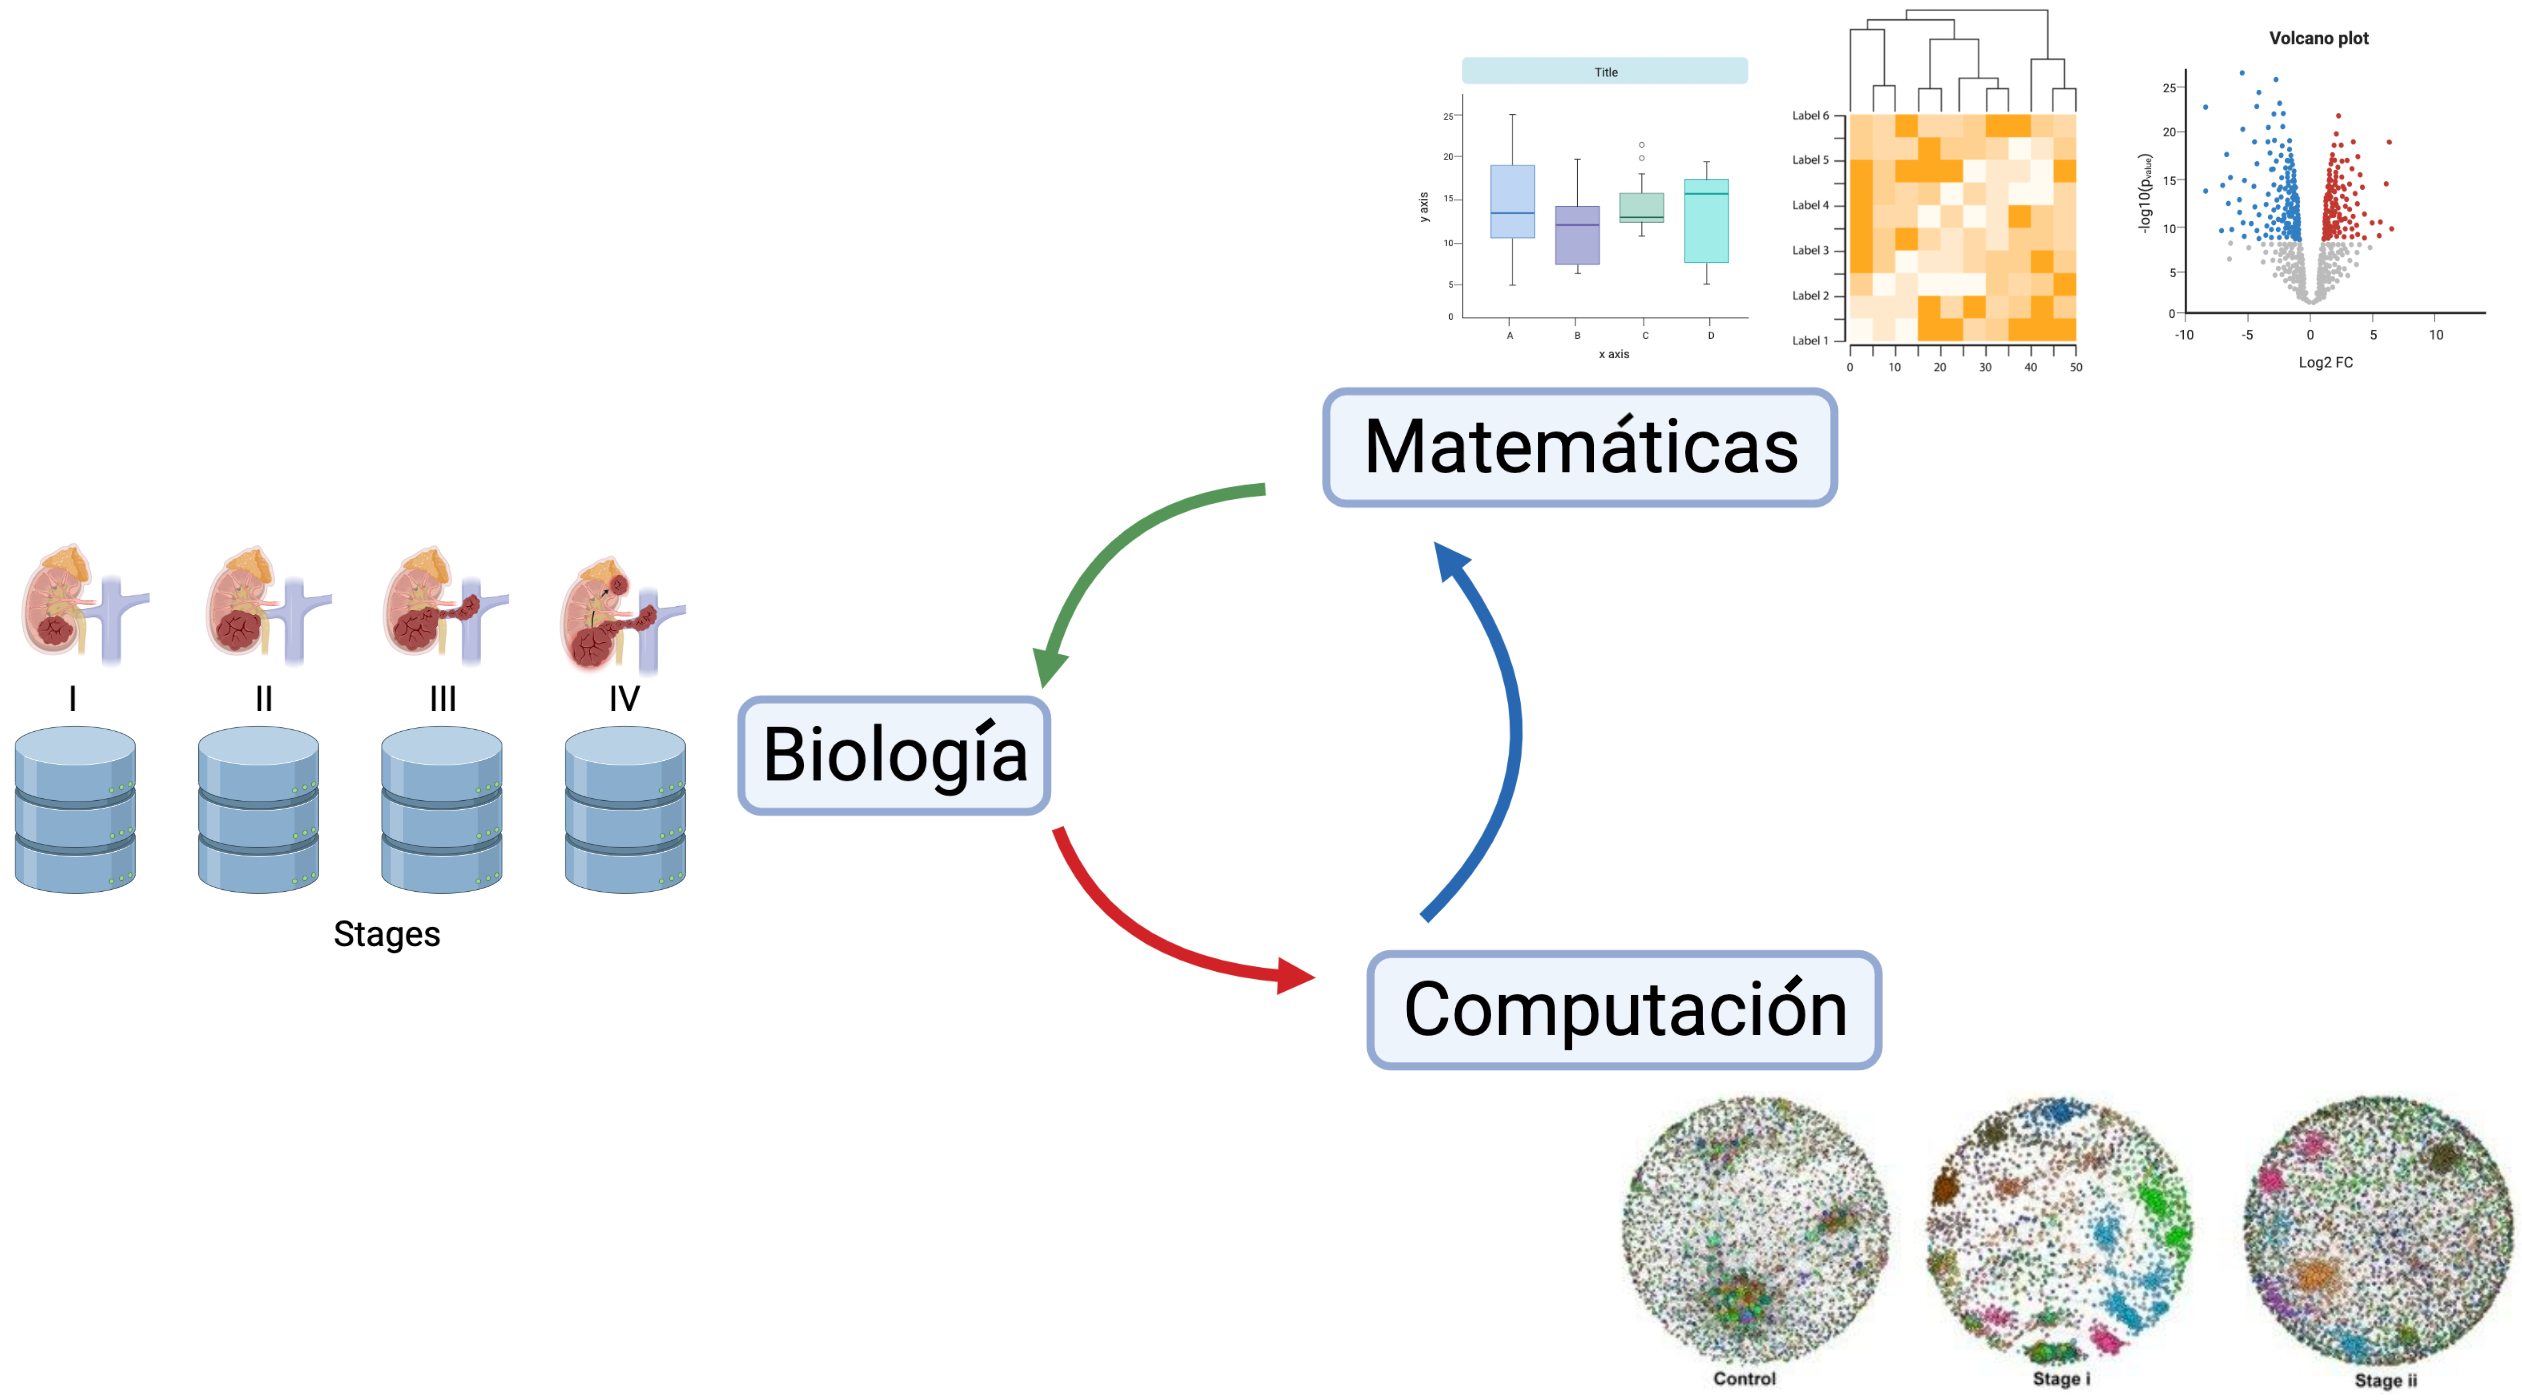 Title
25
20
15
10
5
0
y axis
A B C D
x axis
Label 6
Label 5
Label 4
Label 3
Label 2
Label 1
0 10 20 30 40 50
Volcano plot
25
20
15
10
5
0
-log10(pvalue)
-10 -5 0 5 10
Log2 FC
Matemáticas
I II III IV
Stages
Biología
Computación
Control Stage i Stage ii